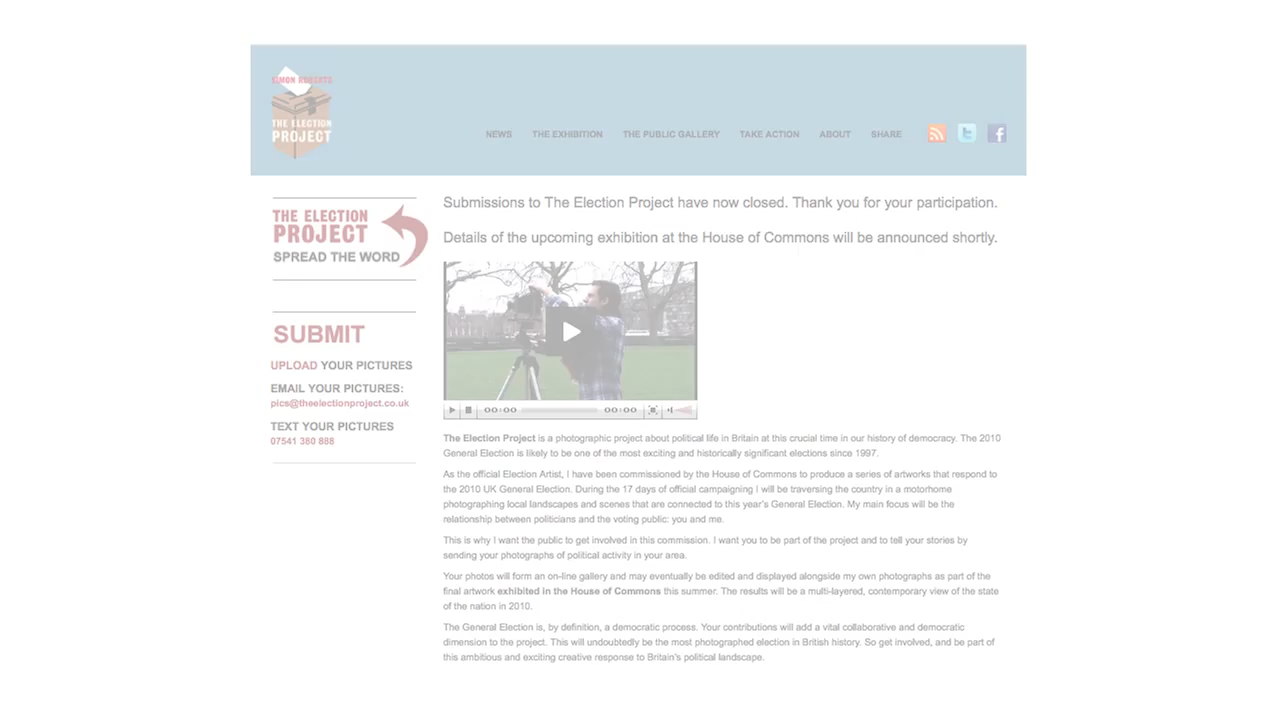 SIMON ROBERTS
THE ELECTION
PROJECT
NEWS THE EXHIBITION THE PUBLIC GALLERY TAKE ACTION ABOUT SHARE
THE ELECTION
PROJECT
SPREAD THE WORD
SUBMIT
UPLOAD YOUR PICTURES
EMAIL YOUR PICTURES:
pics@theelectionproject.co.uk
TEXT YOUR PICTURES
07541 380 888
Submissions to The Election Project have now closed. Thank you for your participation.
Details of the upcoming exhibition at the House of Commons will be announced shortly.
00:00 00:00
The Election Project is a photographic project about political life in Britain at this crucial time in our history of democracy. The 2010
General Election is likely to be one of the most exciting and historically significant elections since 1997.
As the official Election Artist, I have been commissioned by the House of Commons to produce a series of artworks that respond to
the 2010 UK General Election. During the 17 days of official campaigning I will be traversing the country in a motorhome
photographing local landscapes and scenes that are connected to this year's General Election. My main focus will be the
relationship between politicians and the voting public: you and me.
This is why I want the public to get involved in this commission. I want you to be part of the project and to tell your stories by
sending your photographs of political activity in your area.
Your photos will form an on-line gallery and may eventually be edited and displayed alongside my own photographs as part of the
final artwork exhibited in the House of Commons this summer. The results will be a multi-layered, contemporary view of the state
of the nation in 2010.
The General Election is, by definition, a democratic process. Your contributions will add a vital collaborative and democratic
dimension to the project. This will undoubtedly be the most photographed election in British history. So get involved, and be part of
this ambitious and exciting creative response to Britain's political landscape.